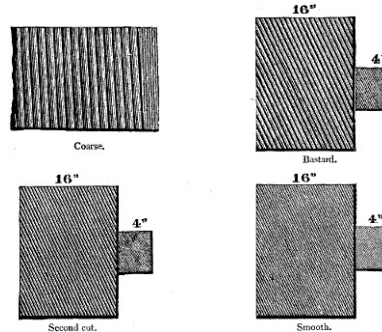 16"
4"
Coarse.
Bastard.
16"
4"
16"
4"
Second cut.
Smooth.